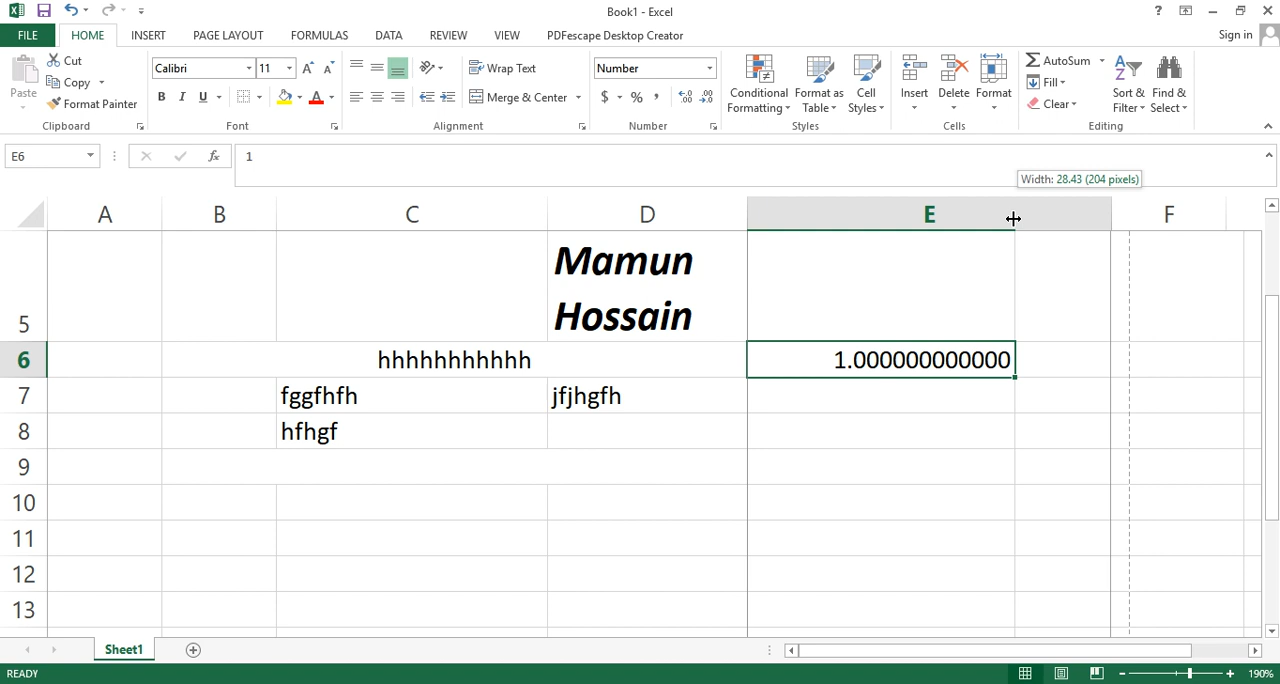 Book1 - Excel
?
FILE HOME INSERT PAGE LAYOUT FORMULAS DATA REVIEW VIEW PDFescape Desktop Creator Sign in
Paste
Cut
Copy
Format Painter
Clipboard
Calibri 11
B I U
Font
Wrap Text
Merge & Center
Alignment
Number
$ % ,
Number
Conditional Formatting
Format as Table
Cell Styles
Styles
Insert
Delete
Format
Cells
AutoSum
Fill
Clear
Sort & Filter
Find & Select
Editing
E6 fx 1
Width: 28.43 (204 pixels)
A B C D E F
5 Mamun
Hossain
6 hhhhhhhhhhh 1.000000000000
7 fggfhfh jfjhgfh
8 hfhgf
9
10
11
12
13
Sheet1
READY 190%